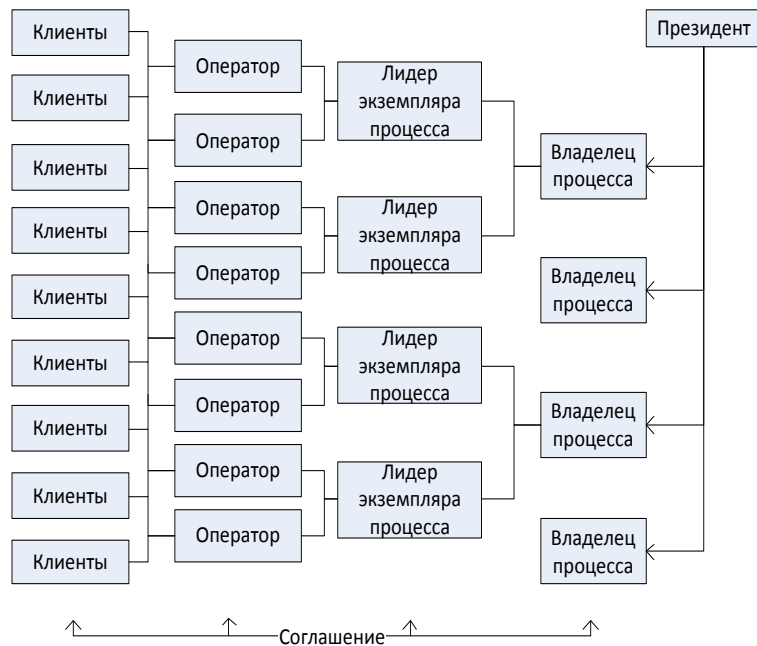 Клиенты
Клиенты
Клиенты
Клиенты
Клиенты
Клиенты
Клиенты
Клиенты
Клиенты
Оператор
Оператор
Оператор
Оператор
Оператор
Оператор
Оператор
Оператор
Лидер
экземпляра
процесса
Лидер
экземпляра
процесса
Лидер
экземпляра
процесса
Лидер
экземпляра
процесса
Президент
Владелец
процесса
Владелец
процесса
Владелец
процесса
Владелец
процесса
Соглашение